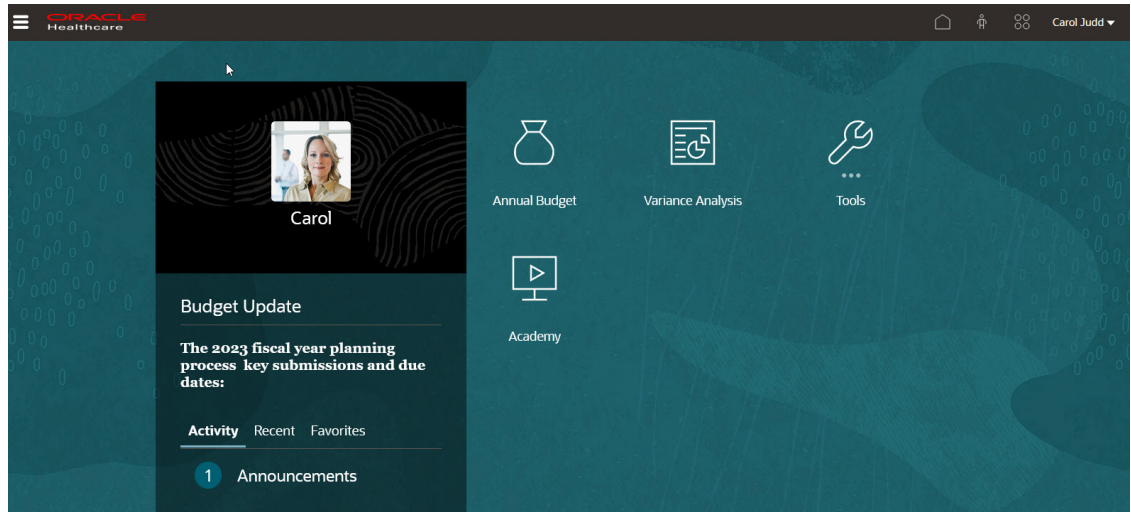 ORACLE
Healthcare
Carol Judd
Carol
Budget Update
The 2023 fiscal year planning
process key submissions and due
dates:
Activity Recent Favorites
1 Announcements
Annual Budget
Variance Analysis
Tools
Academy